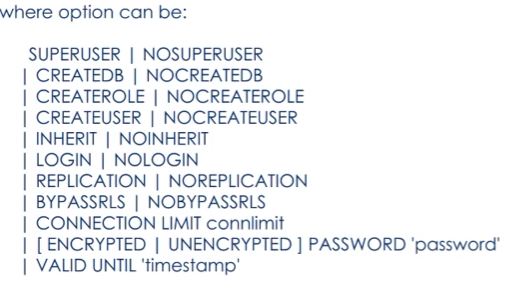 where option can be:
SUPERUSER | NOSUPERUSER
| CREATEDB | NOCREATEDB
| CREATEROLE | NOCREATEROLE
| CREATEUSER | NOCREATEUSER
| INHERIT | NOINHERIT
| LOGIN | NOLOGIN
| REPLICATION | NOREPLICATION
| BYPASSRLS | NOBYPASSRLS
| CONNECTION LIMIT connlimit
| [ ENCRYPTED | UNENCRYPTED ] PASSWORD 'password'
| VALID UNTIL 'timestamp'